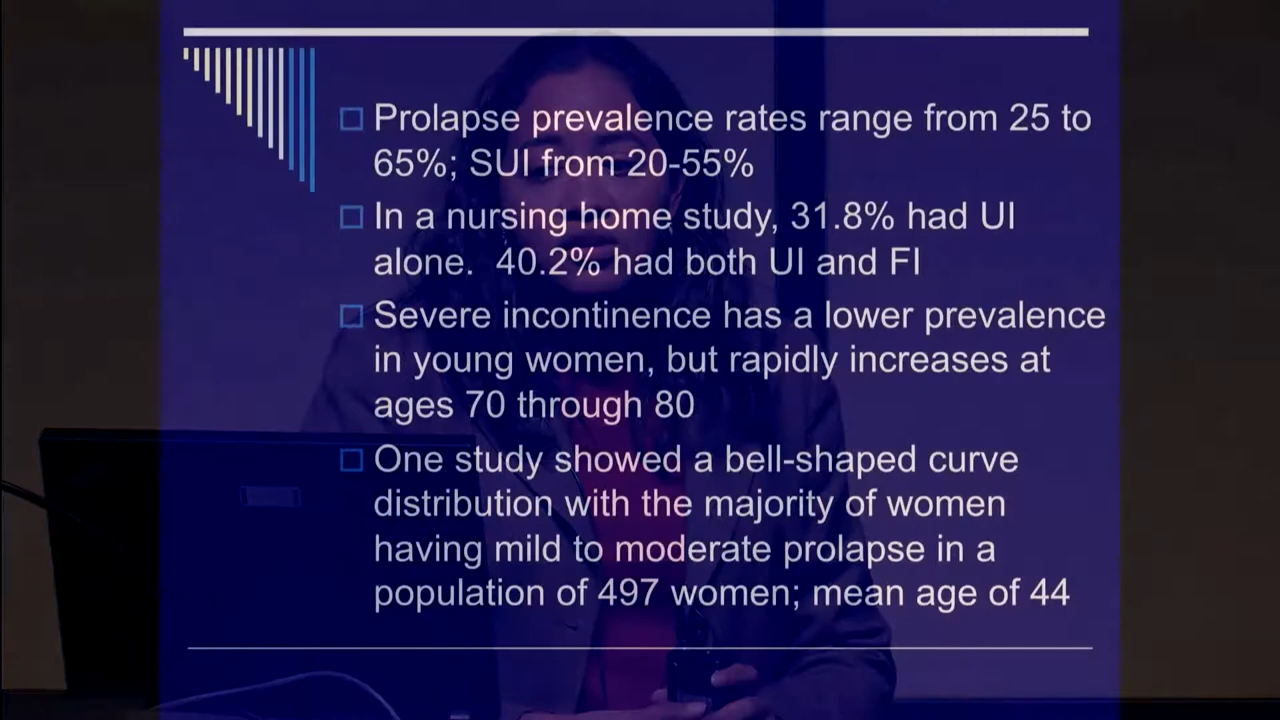 Prolapse prevalence rates range from 25 to
65%; SUI from 20-55%
In a nursing home study, 31.8% had UI
alone.  40.2% had both UI and FI
Severe incontinence has a lower prevalence
in young women, but rapidly increases at
ages 70 through 80
One study showed a bell-shaped curve
distribution with the majority of women
having mild to moderate prolapse in a
population of 497 women; mean age of 44